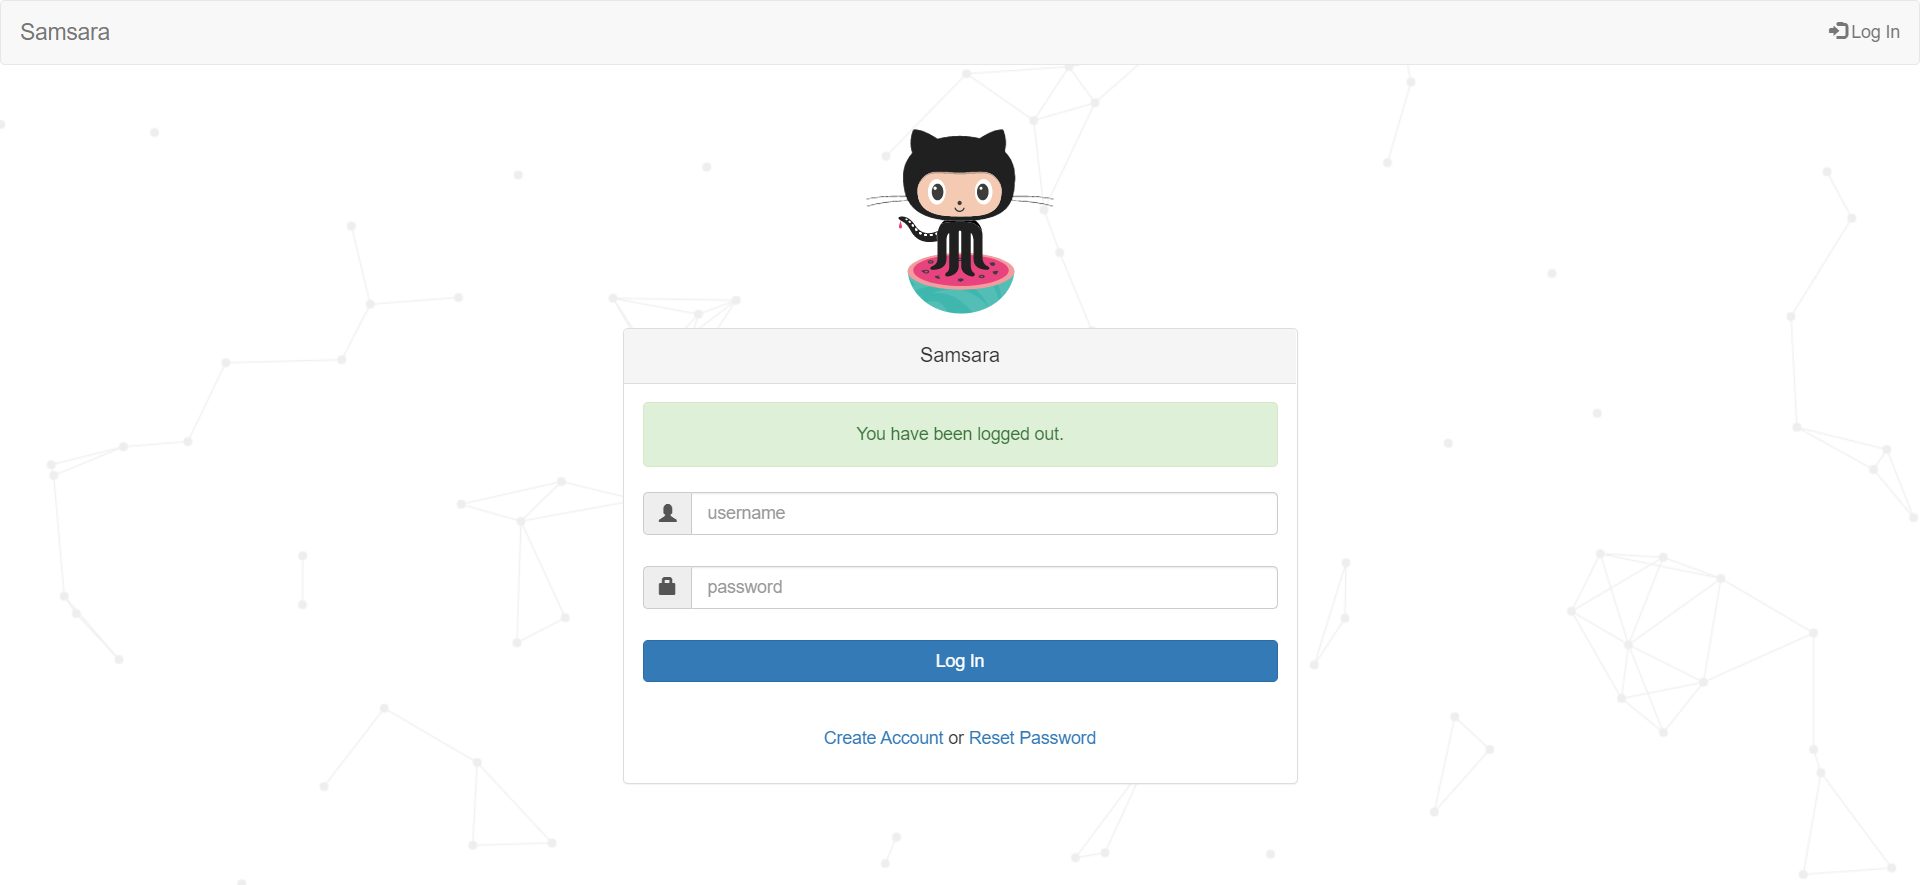 Samsara
Log In
Samsara
You have been logged out.
username
password
Log In
Create Account or Reset Password